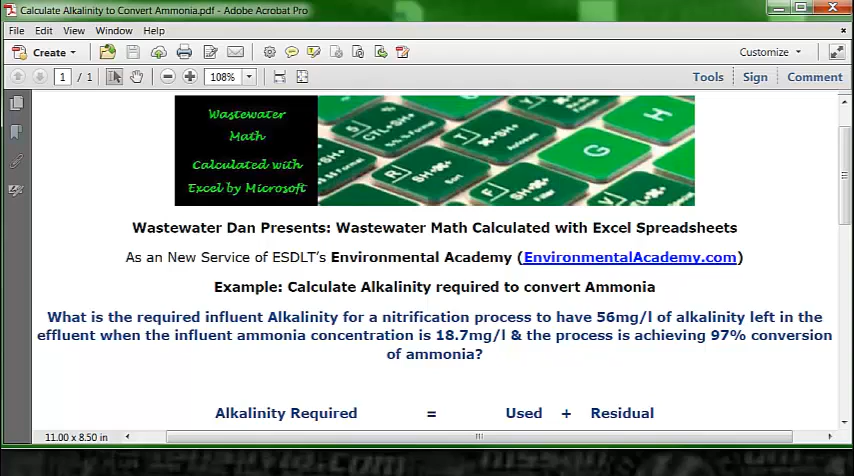 Calculate Alkalinity to Convert Ammonia.pdf - Adobe Acrobat Pro
File Edit View Window Help
Create
Customize
1 / 1
108%
Tools Sign Comment
Wastewater
Math
Calculated with
Excel by Microsoft
Wastewater Dan Presents: Wastewater Math Calculated with Excel Spreadsheets
As an New Service of ESDLT's Environmental Academy (EnvironmentalAcademy.com)
Example: Calculate Alkalinity required to convert Ammonia
What is the required influent Alkalinity for a nitrification process to have 56mg/l of alkalinity left in the
effluent when the influent ammonia concentration is 18.7mg/l & the process is achieving 97% conversion
of ammonia?
Alkalinity Required = Used + Residual
11.00 x 8.50 in